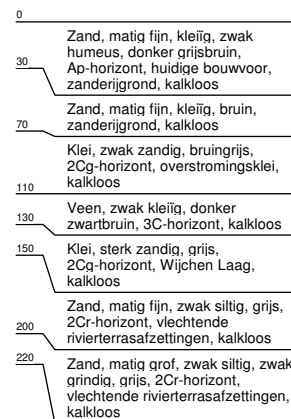 0
Zand, matig fijn, kleiïg, zwak
humeus, donker grijsbruin,
Ap-horizont, huidige bouwvoor,
zanderijgrond, kalkloos
30
Zand, matig fijn, kleiïg, bruin,
zanderijgrond, kalkloos
70
Klei, zwak zandig, bruingrijs,
2Cg-horizont, overstromingsklei,
kalkloos
110
Veen, zwak kleiïg, donker
zwartbruin, 3C-horizont, kalkloos
130
Klei, sterk zandig, grijs,
2Cg-horizont, Wijchen Laag,
kalkloos
150
Zand, matig fijn, zwak siltig, grijs,
2Cr-horizont, vlechtende
rivierterrasafzettingen, kalkloos
200
Zand, matig grof, zwak siltig, zwak
grindig, grijs, 2Cr-horizont,
vlechtende rivierterrasafzettingen,
kalkloos
220